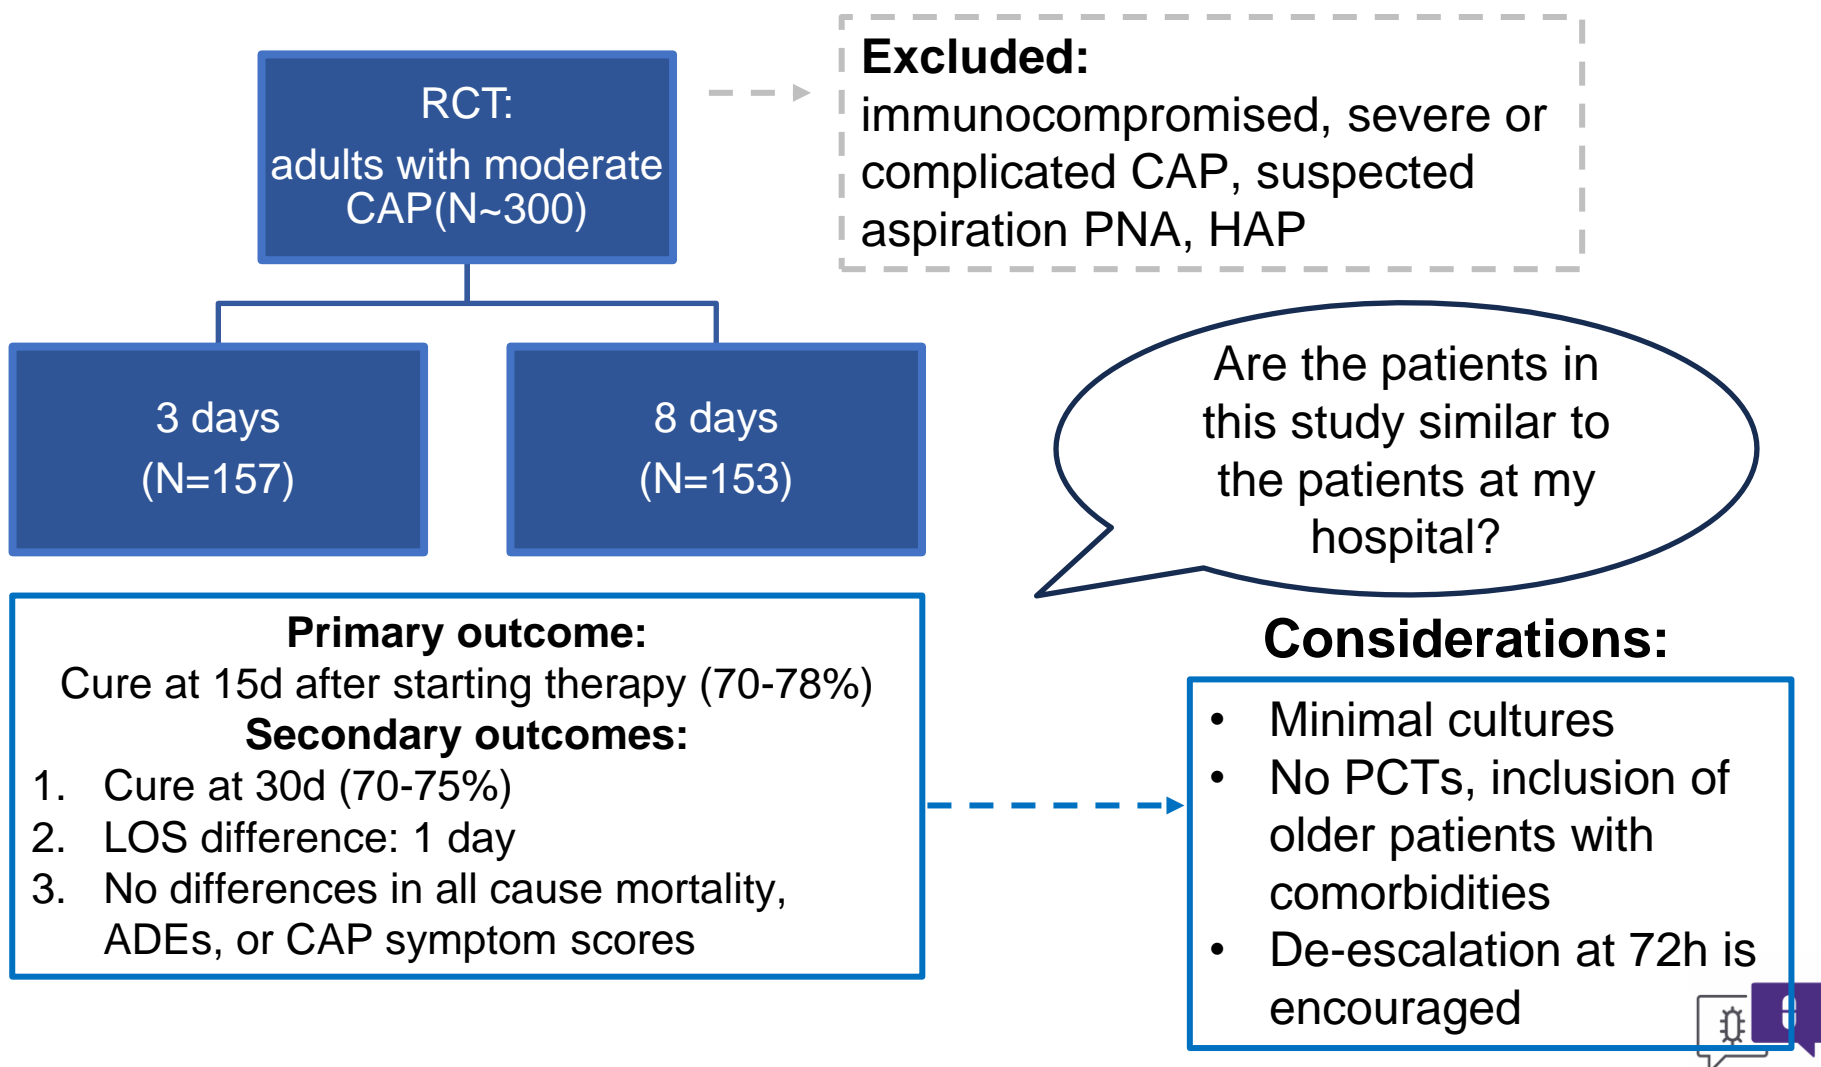 RCT:
adults with moderate
CAP(N~300)
Excluded:
immunocompromised, severe or
complicated CAP, suspected
aspiration PNA, HAP
3 days
(N=157)
8 days
(N=153)
Are the patients in
this study similar to
the patients at my
hospital?
Primary outcome:
Cure at 15d after starting therapy (70-78%)
Secondary outcomes:
1. Cure at 30d (70-75%)
2. LOS difference: 1 day
3. No differences in all cause mortality,
ADEs, or CAP symptom scores
Considerations:
• Minimal cultures
• No PCTs, inclusion of
older patients with
comorbidities
• De-escalation at 72h is
encouraged